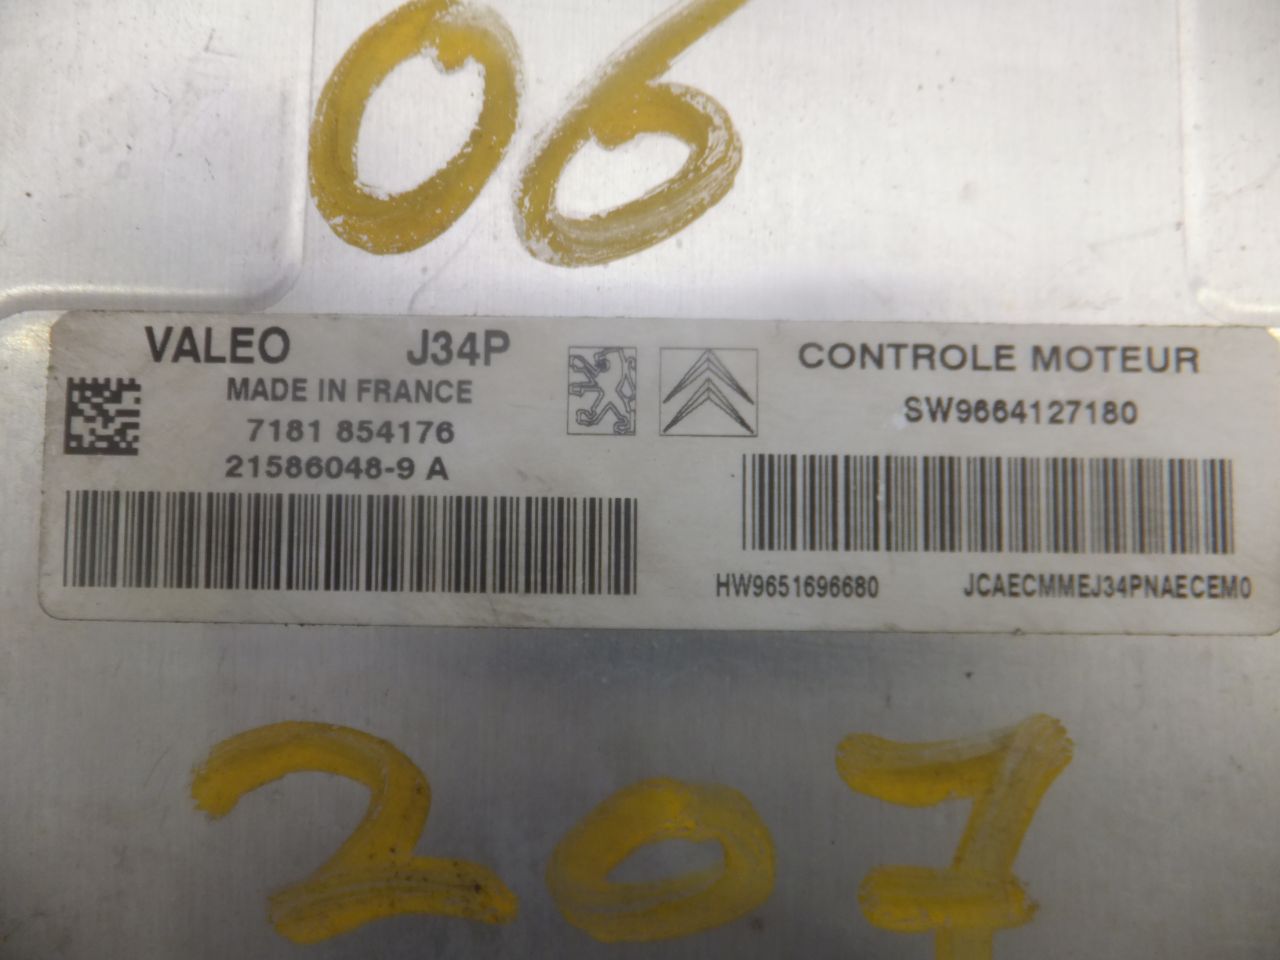 06
VALEO J34P
MADE IN FRANCE
7181 854176
21586048-9 A
CONTROLE MOTEUR
SW9664127180
HW9651696680 JCAECMMEJ34PNAECEM0
207